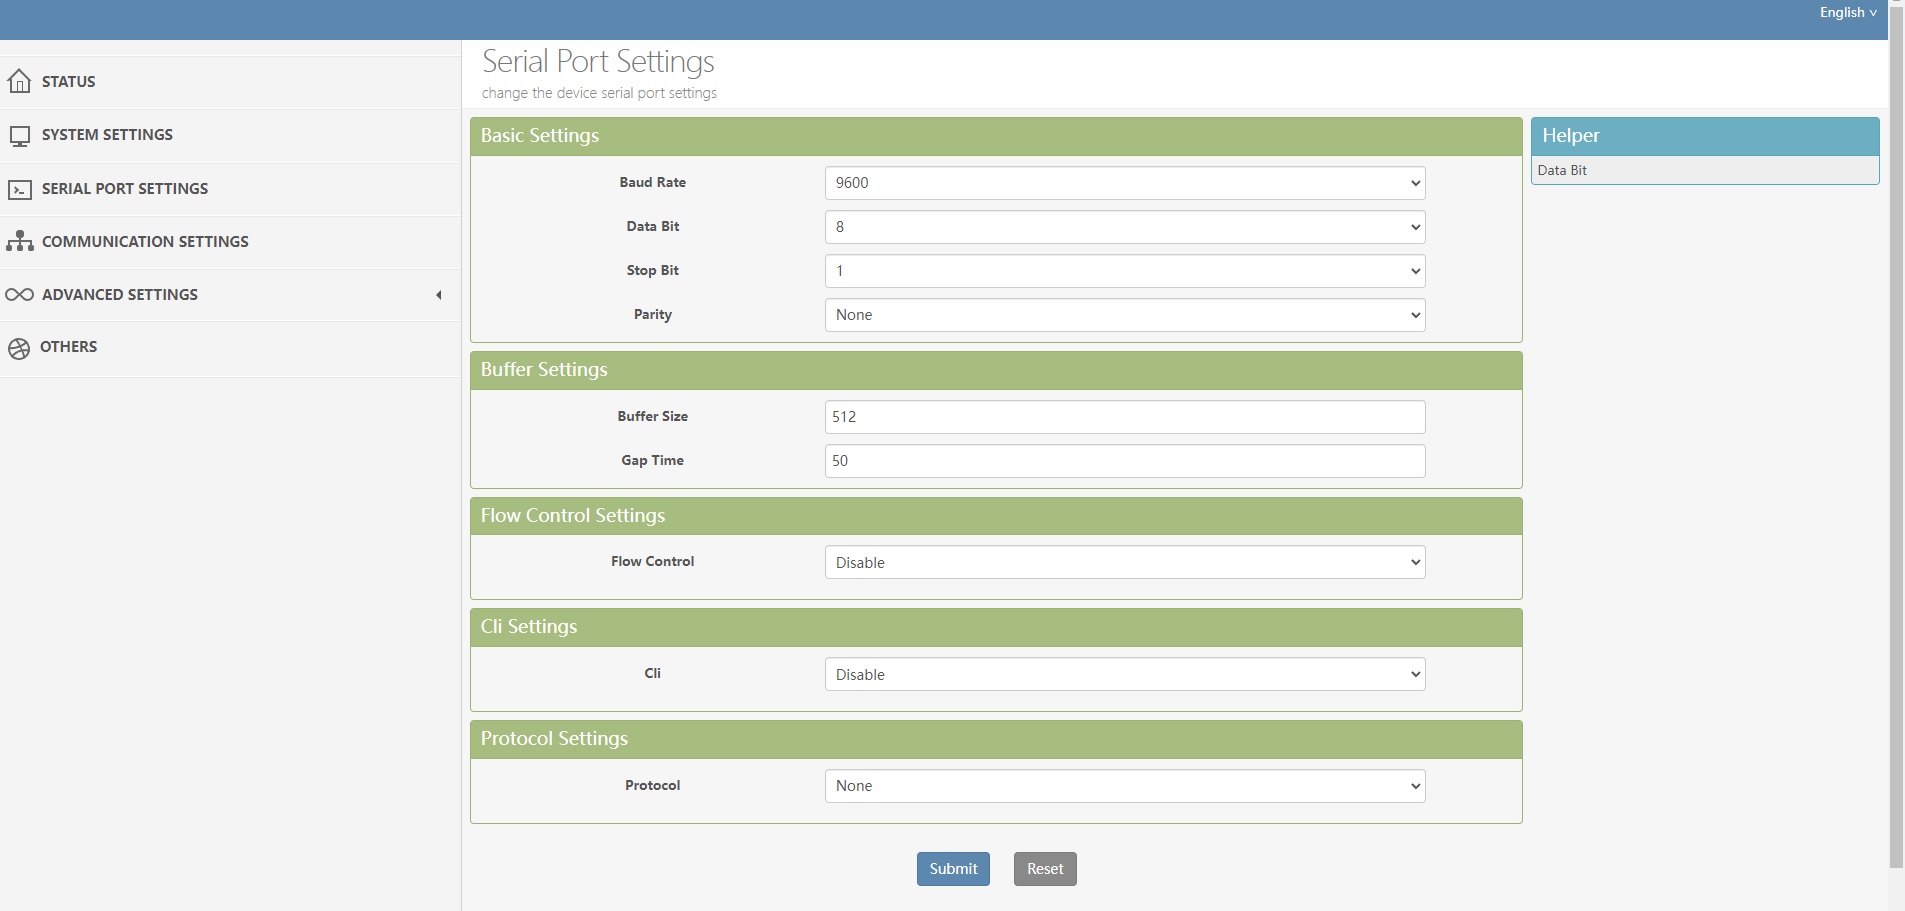 English
STATUS
SYSTEM SETTINGS
SERIAL PORT SETTINGS
COMMUNICATION SETTINGS
ADVANCED SETTINGS
OTHERS
Serial Port Settings
change the device serial port settings
Basic Settings
Baud Rate 9600
Data Bit 8
Stop Bit 1
Parity None
Buffer Settings
Buffer Size 512
Gap Time 50
Flow Control Settings
Flow Control Disable
Cli Settings
Cli Disable
Protocol Settings
Protocol None
Submit Reset
Helper
Data Bit